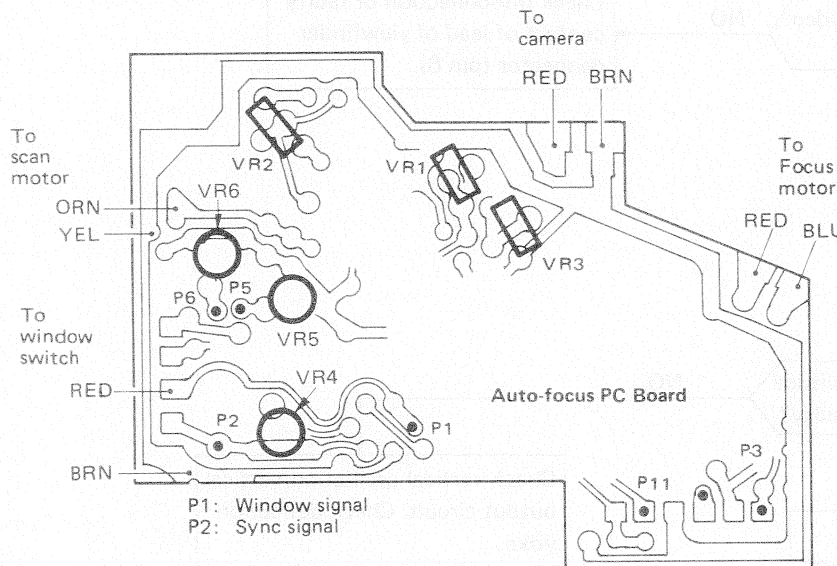 To
camera
RED BRN
To
scan
motor
VR2
VR1
To
Focus
motor
VR6
ORN
YEL
VR3
RED BLU
P6
P5
To
window
switch
VR5
VR4
RED
Auto-focus PC Board
P2
P1
P3
BRN
P11
P1: Window signal
P2: Sync signal